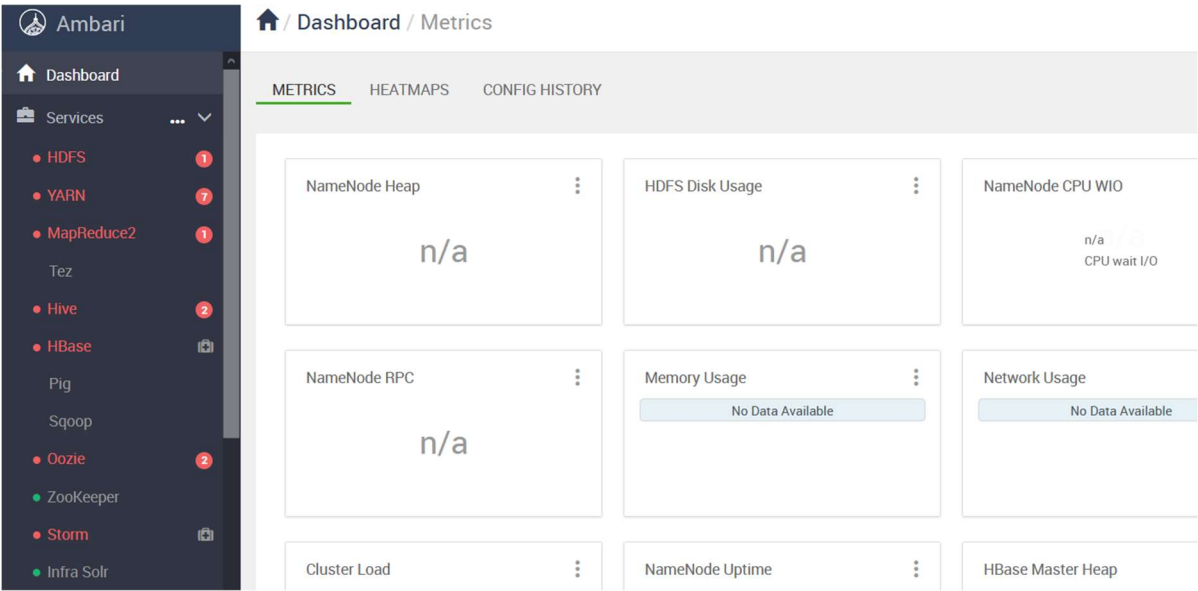 Ambari
/ Dashboard / Metrics
Dashboard
Services
HDFS 1
YARN 7
MapReduce2 1
Tez
Hive 2
HBase
Pig
Sqoop
Oozie 2
ZooKeeper
Storm
Infra Solr
METRICS HEATMAPS CONFIG HISTORY
NameNode Heap
n/a
HDFS Disk Usage
n/a
NameNode CPU WIO
n/a
CPU wait I/O
NameNode RPC
n/a
Memory Usage
No Data Available
Network Usage
No Data Available
Cluster Load
NameNode Uptime
HBase Master Heap